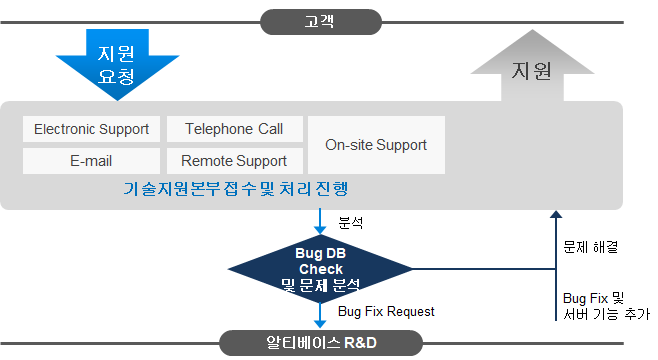 고객
지원
요청
지원
Electronic Support
Telephone Call
On-site Support
E-mail
Remote Support
기술지원본부 접수 및 처리 진행
분석
Bug DB
Check
및 문제 분석
문제 해결
Bug Fix Request
Bug Fix 및
서버 기능 추가
알티베이스 R&D